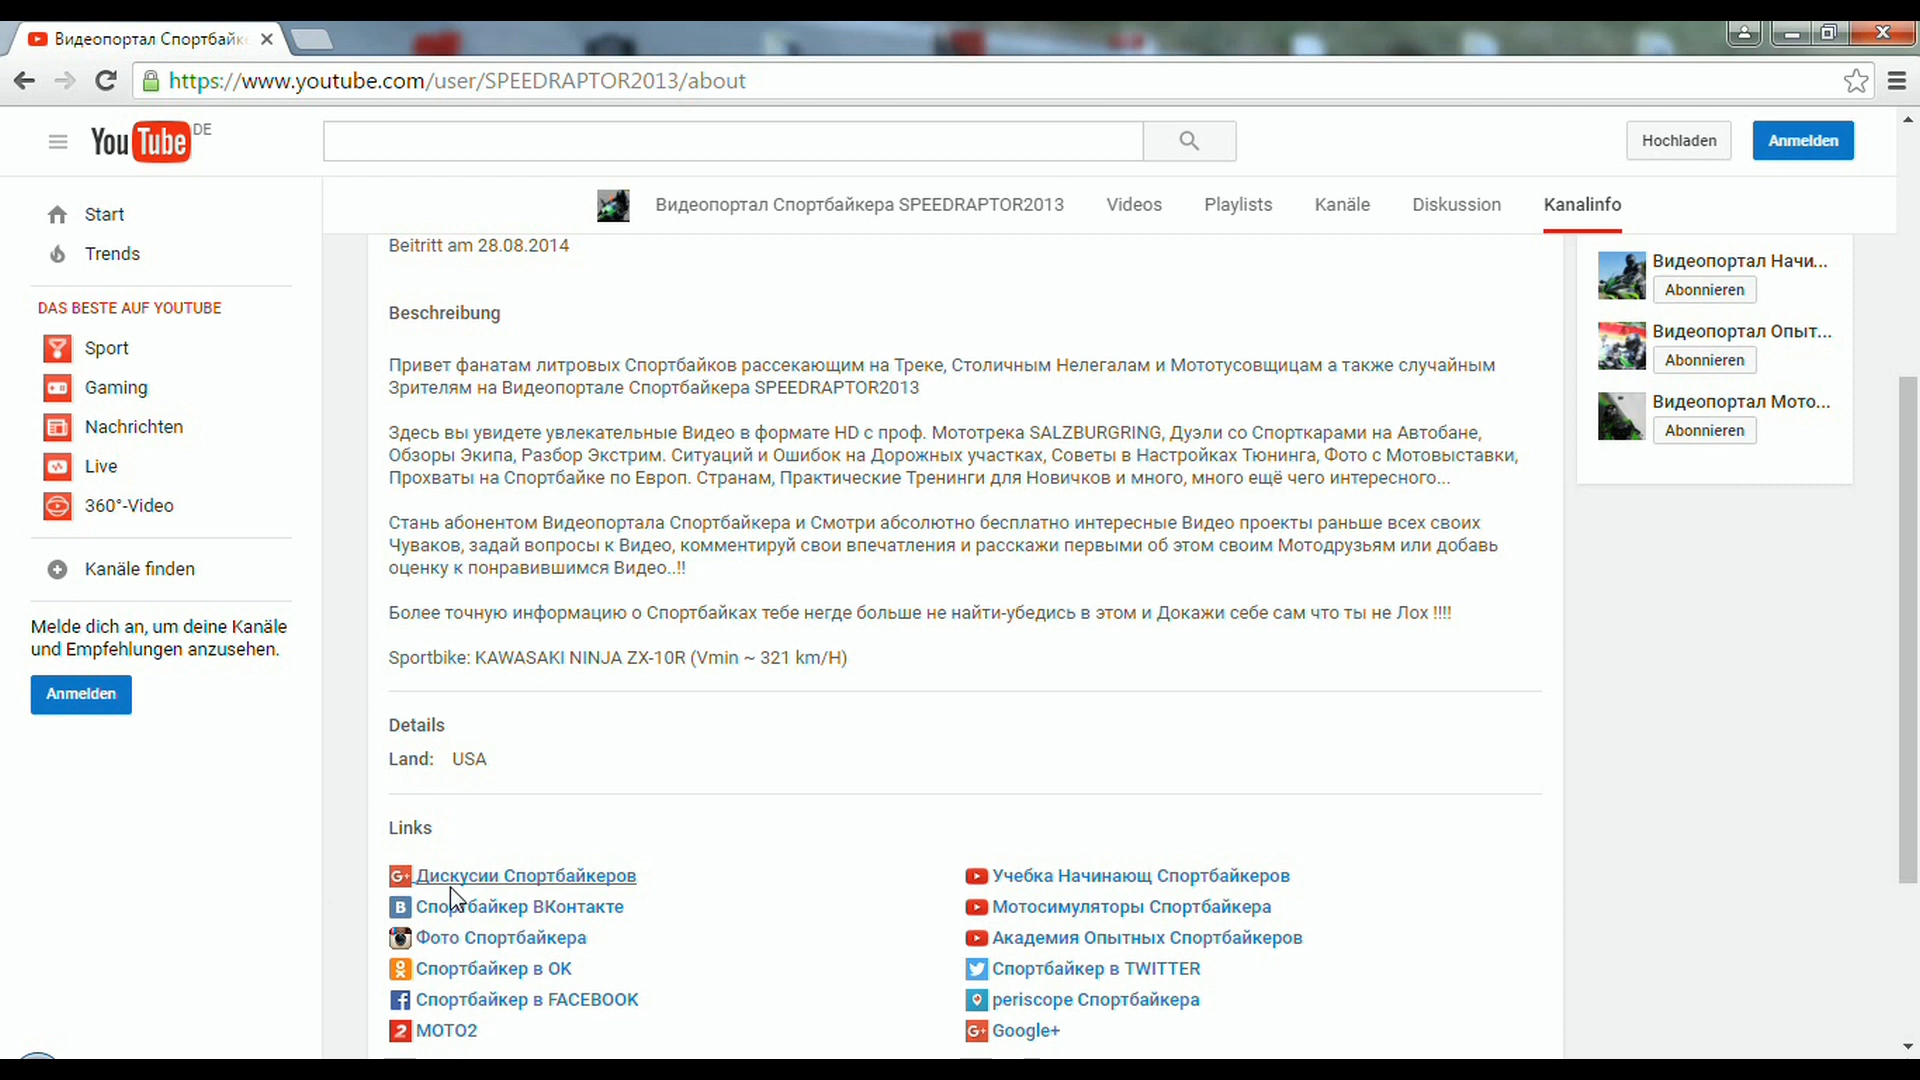 Видеопортал Спортбайк
https://www.youtube.com/user/SPEEDRAPTOR2013/about
YouTube DE
Hochladen
Anmelden
Start
Trends
DAS BESTE AUF YOUTUBE
Sport
Gaming
Nachrichten
Live
360°-Video
Kanäle finden
Melde dich an, um deine Kanäle
und Empfehlungen anzusehen.
Anmelden
Видеопортал Спортбайкера SPEEDRAPTOR2013
Videos
Playlists
Kanäle
Diskussion
Kanalinfo
Beitritt am 28.08.2014
Beschreibung
Привет фанатам литровых Спортбайков рассекающим на Треке, Столичным Нелегалам и Мототусовщицам а также случайным
Зрителям на Видеопортале Спортбайкера SPEEDRAPTOR2013
Здесь вы увидете увлекательные Видео в формате HD с проф. Мототрека SALZBURGRING, Дуэли со Спорткарами на Автобане,
Обзоры Экипа, Разбор Экстрим. Ситуаций и Ошибок на Дорожных участках, Советы в Настройках Тюнинга, Фото с Мотовыставки,
Прохваты на Спортбайке по Европ. Странам, Практические Тренинги для Новичков и много, много ещё чего интересного...
Стань абонентом Видеопортала Спортбайкера и Смотри абсолютно бесплатно интересные Видео проекты раньше всех своих
Чуваков, задай вопросы к Видео, комментируй свои впечатления и расскажи первыми об этом своим Мотодрузьям или добавь
оценку к понравившимся Видео..!!
Более точную информацию о Спортбайках тебе негде больше не найти-убедись в этом и Докажи себе сам что ты не Лох !!!!
Sportbike: KAWASAKI NINJA ZX-10R (Vmin ~ 321 km/H)
Details
Land: USA
Links
Дискусии Спортбайкеров
Спортбайкер ВКонтакте
Фото Спортбайкера
Спортбайкер в ОК
Спортбайкер в FACEBOOK
МОТО2
Учебка Начинающ Спортбайкеров
Мотосимуляторы Спортбайкера
Академия Опытных Спортбайкеров
Спортбайкер в TWITTER
periscope Спортбайкера
Google+
Видеопортал Начи...
Abonnieren
Видеопортал Опыт...
Abonnieren
Видеопортал Мото...
Abonnieren